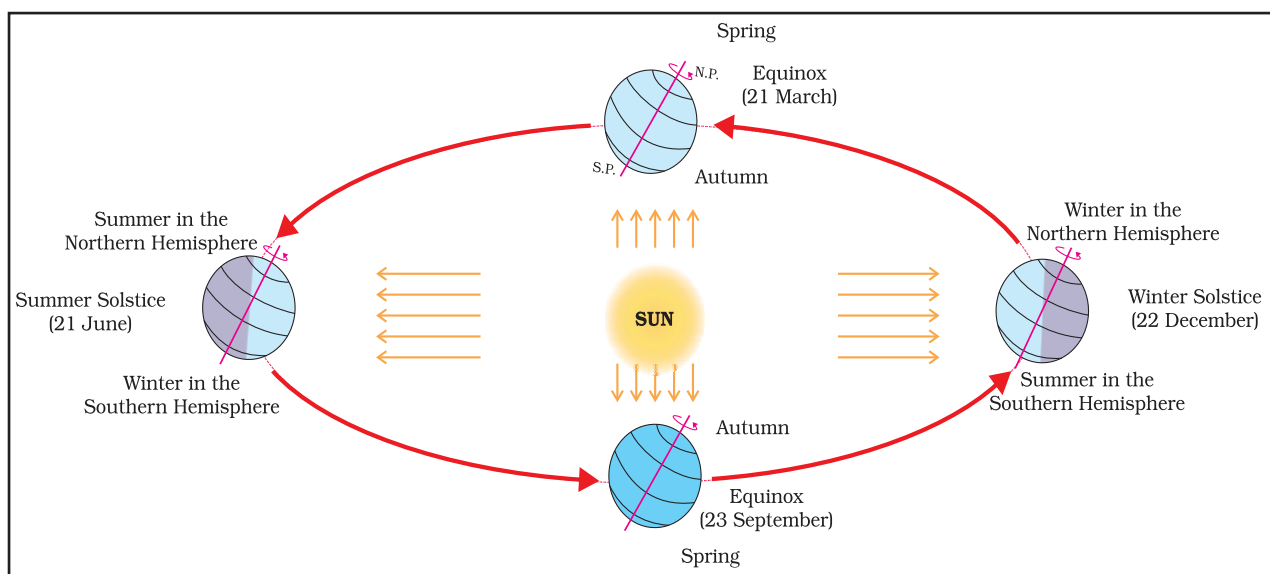 Spring
N.P.
Equinox
(21 March)
S.P.
Autumn
Summer in the
Northern Hemisphere
Summer Solstice
(21 June)
Winter in the
Southern Hemisphere
SUN
Winter in the
Northern Hemisphere
Winter Solstice
(22 December)
Summer in the
Southern Hemisphere
Autumn
Equinox
(23 September)
Spring